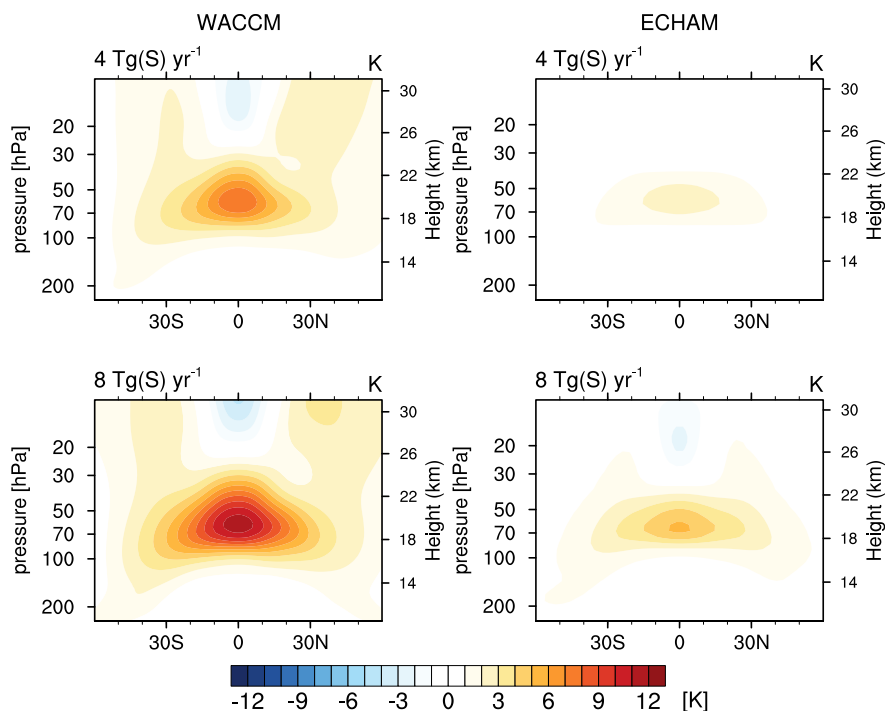 WACCM
ECHAM
4 Tg(S) yr⁻¹ K
4 Tg(S) yr⁻¹ K
pressure [hPa]
20
30
50
70
100
200
30
26
22
18
14
Height (km)
30S 0 30N
pressure [hPa]
20
30
50
70
100
200
30
26
22
18
14
Height (km)
30S 0 30N
8 Tg(S) yr⁻¹ K
8 Tg(S) yr⁻¹ K
pressure [hPa]
20
30
50
70
100
200
30
26
22
18
14
Height (km)
30S 0 30N
pressure [hPa]
20
30
50
70
100
200
30
26
22
18
14
Height (km)
30S 0 30N
-12 -9 -6 -3 0 3 6 9 12 [K]